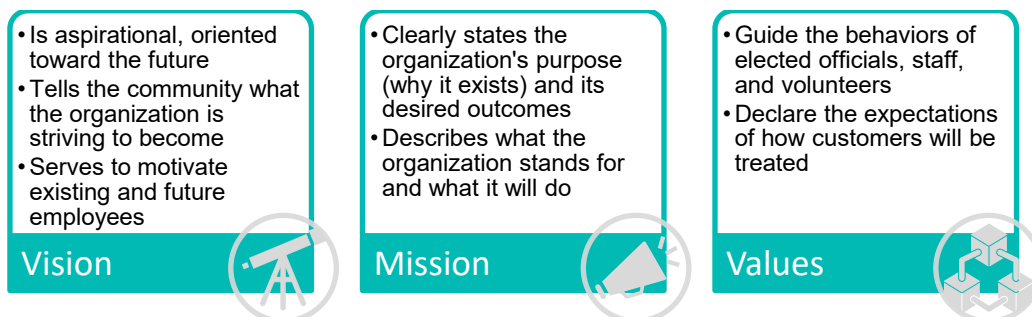 • Is aspirational, oriented
toward the future
• Tells the community what
the organization is
striving to become
• Serves to motivate
existing and future
employees
Vision
• Clearly states the
organization's purpose
(why it exists) and its
desired outcomes
• Describes what the
organization stands for
and what it will do
Mission
• Guide the behaviors of
elected officials, staff,
and volunteers
• Declare the expectations
of how customers will be
treated
Values